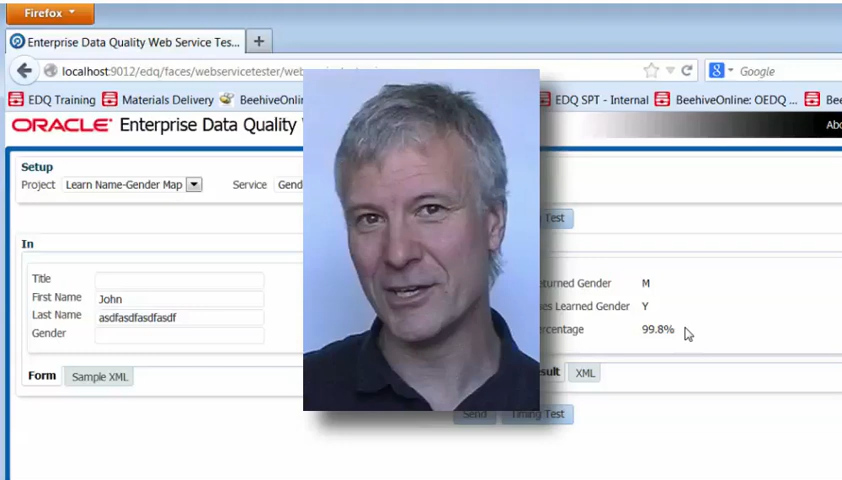 Firefox
Enterprise Data Quality Web Service Tes...
localhost:9012/edq/faces/webservicetester/web
Google
EDQ Training Materials Delivery BeehiveOnlin EDQ SPT - Internal BeehiveOnline: OEDQ ... Bee
ORACLE Enterprise Data Quality Abo
Setup
Project Learn Name-Gender Map Service Gend
Test
In
Title
First Name John
Last Name asdfasdfasdfasdf
Gender
eturned Gender M
es Learned Gender Y
ercentage 99.8%
Form Sample XML
sult XML
Send Timing Test